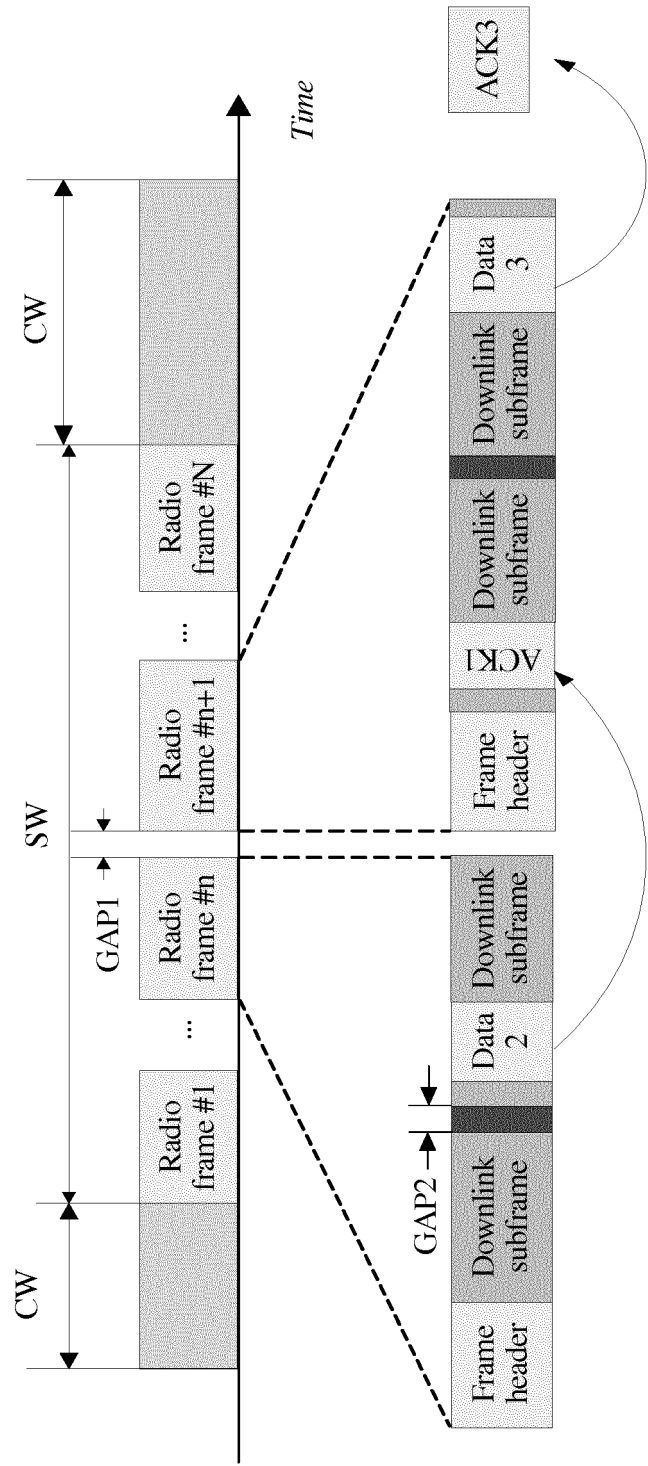 CW
SW
CW
GAP1
Radio
frame #1
...
Radio
frame #n
Radio
frame #n+1
...
Radio
frame #N
Time
GAP2
Frame
header
Downlink
subframe
Data
2
Downlink
subframe
Frame
header
ACK1
Downlink
subframe
Downlink
subframe
Data
3
ACK3